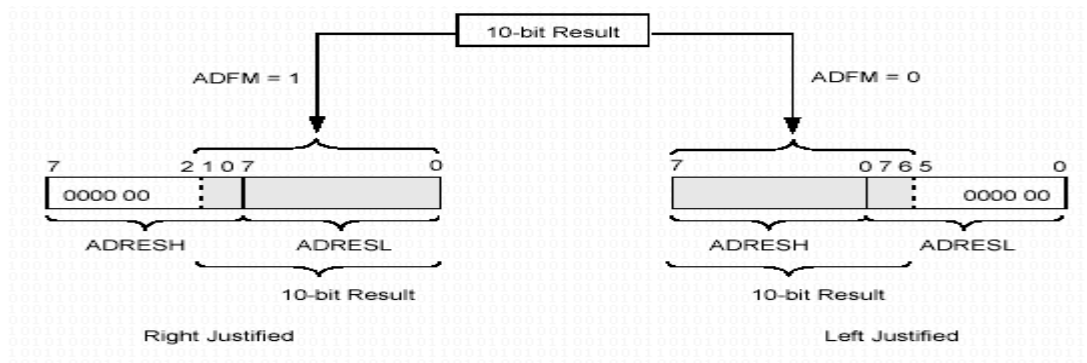 10-bit Result
ADFM = 1
ADFM = 0
7 2 1 0 7 0
7 0 7 6 5 0
0000 00
0000 00
ADRESH ADRESL
ADRESH ADRESL
10-bit Result
10-bit Result
Right Justified
Left Justified